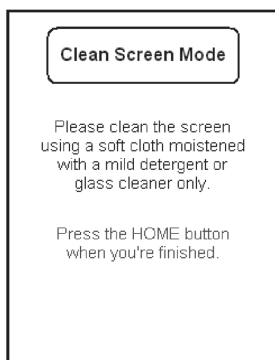 Clean Screen Mode
Please clean the screen
using a soft cloth moistened
with a mild detergent or
glass cleaner only.
Press the HOME button
when you're finished.